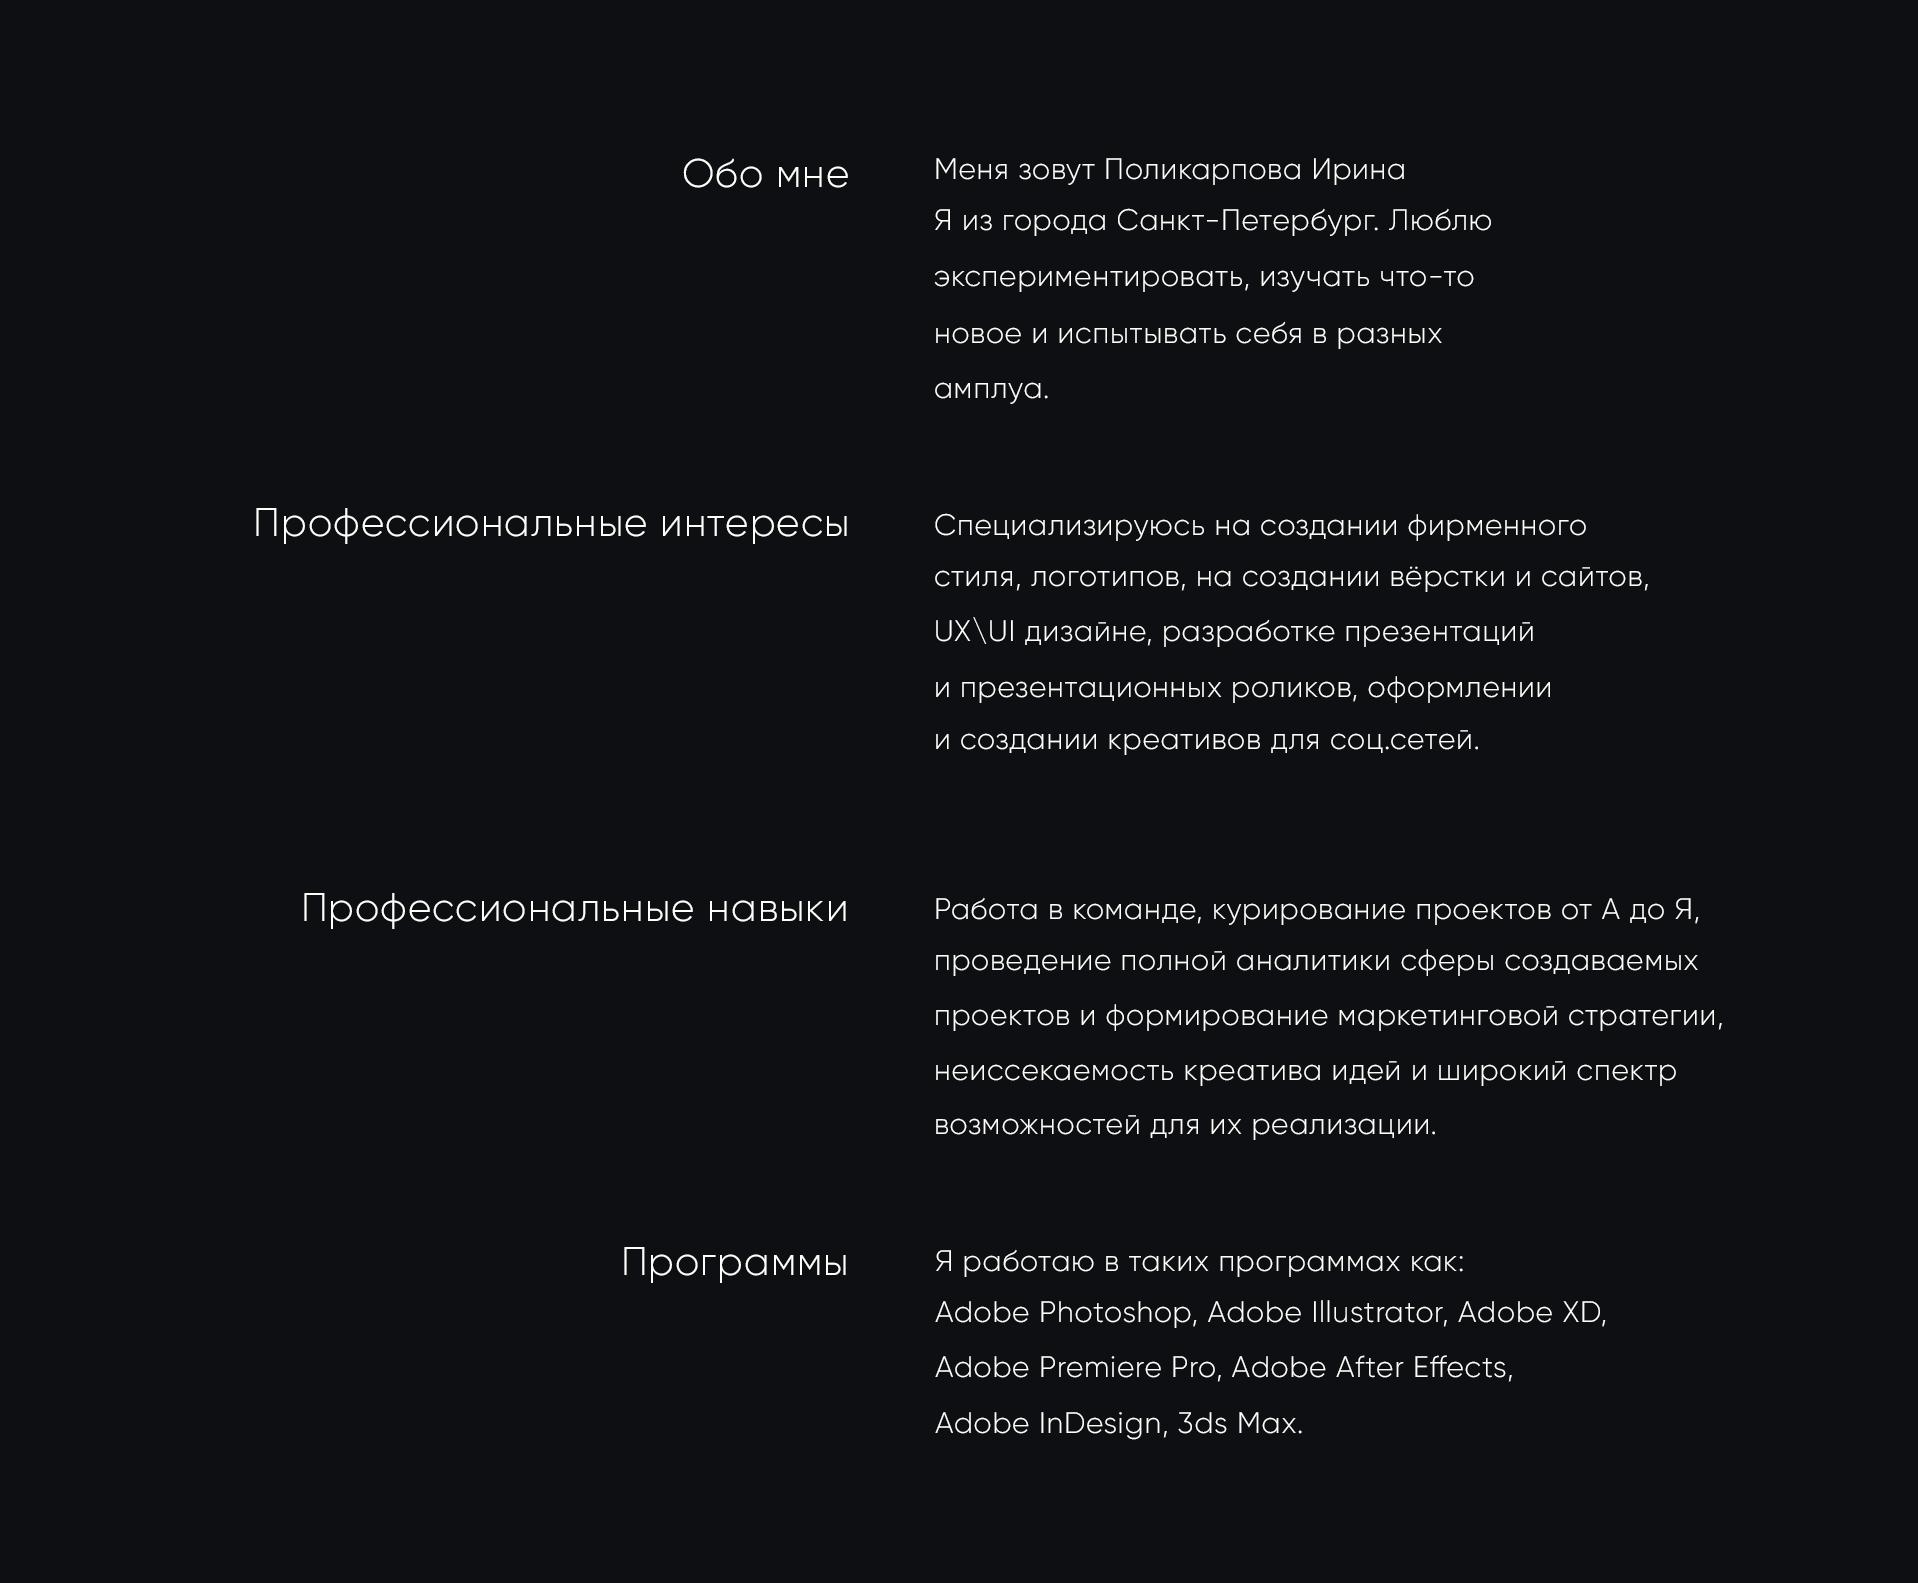 Обо мне
Меня зовут Поликарпова Ирина
Я из города Санкт-Петербург. Люблю
экспериментировать, изучать что-то
новое и испытывать себя в разных
амплуа.
Профессиональные интересы
Специализируюсь на создании фирменного
стиля, логотипов, на создании вёрстки и сайтов,
UX\UI дизайне, разработке презентаций
и презентационных роликов, оформлении
и создании креативов для соц.сетей.
Профессиональные навыки
Работа в команде, курирование проектов от А до Я,
проведение полной аналитики сферы создаваемых
проектов и формирование маркетинговой стратегии,
неиссекаемость креатива идей и широкий спектр
возможностей для их реализации.
Программы
Я работаю в таких программах как:
Adobe Photoshop, Adobe Illustrator, Adobe XD,
Adobe Premiere Pro, Adobe After Effects,
Adobe InDesign, 3ds Max.